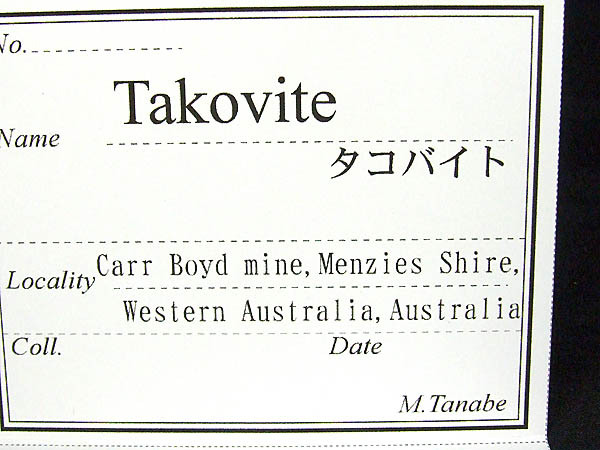 No.
Takovite
Name
タコバイト
Carr Boyd mine, Menzies Shire,
Locality
Western Australia, Australia
Coll. Date
M.Tanabe